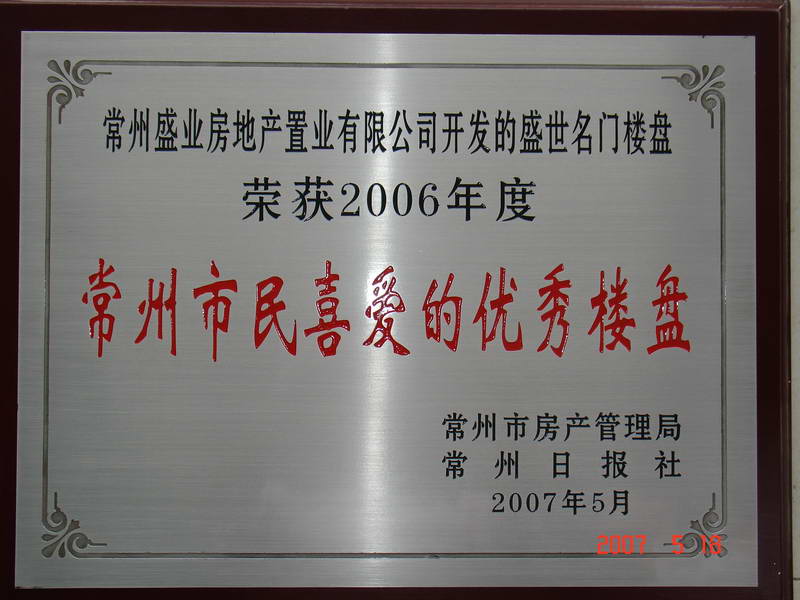 常州盛业房地产置业有限公司开发的盛世名门楼盘
荣获2006年度
常州市民喜爱的优秀楼盘
常州市房产管理局
常州日报社
2007年5月
2007 5 18